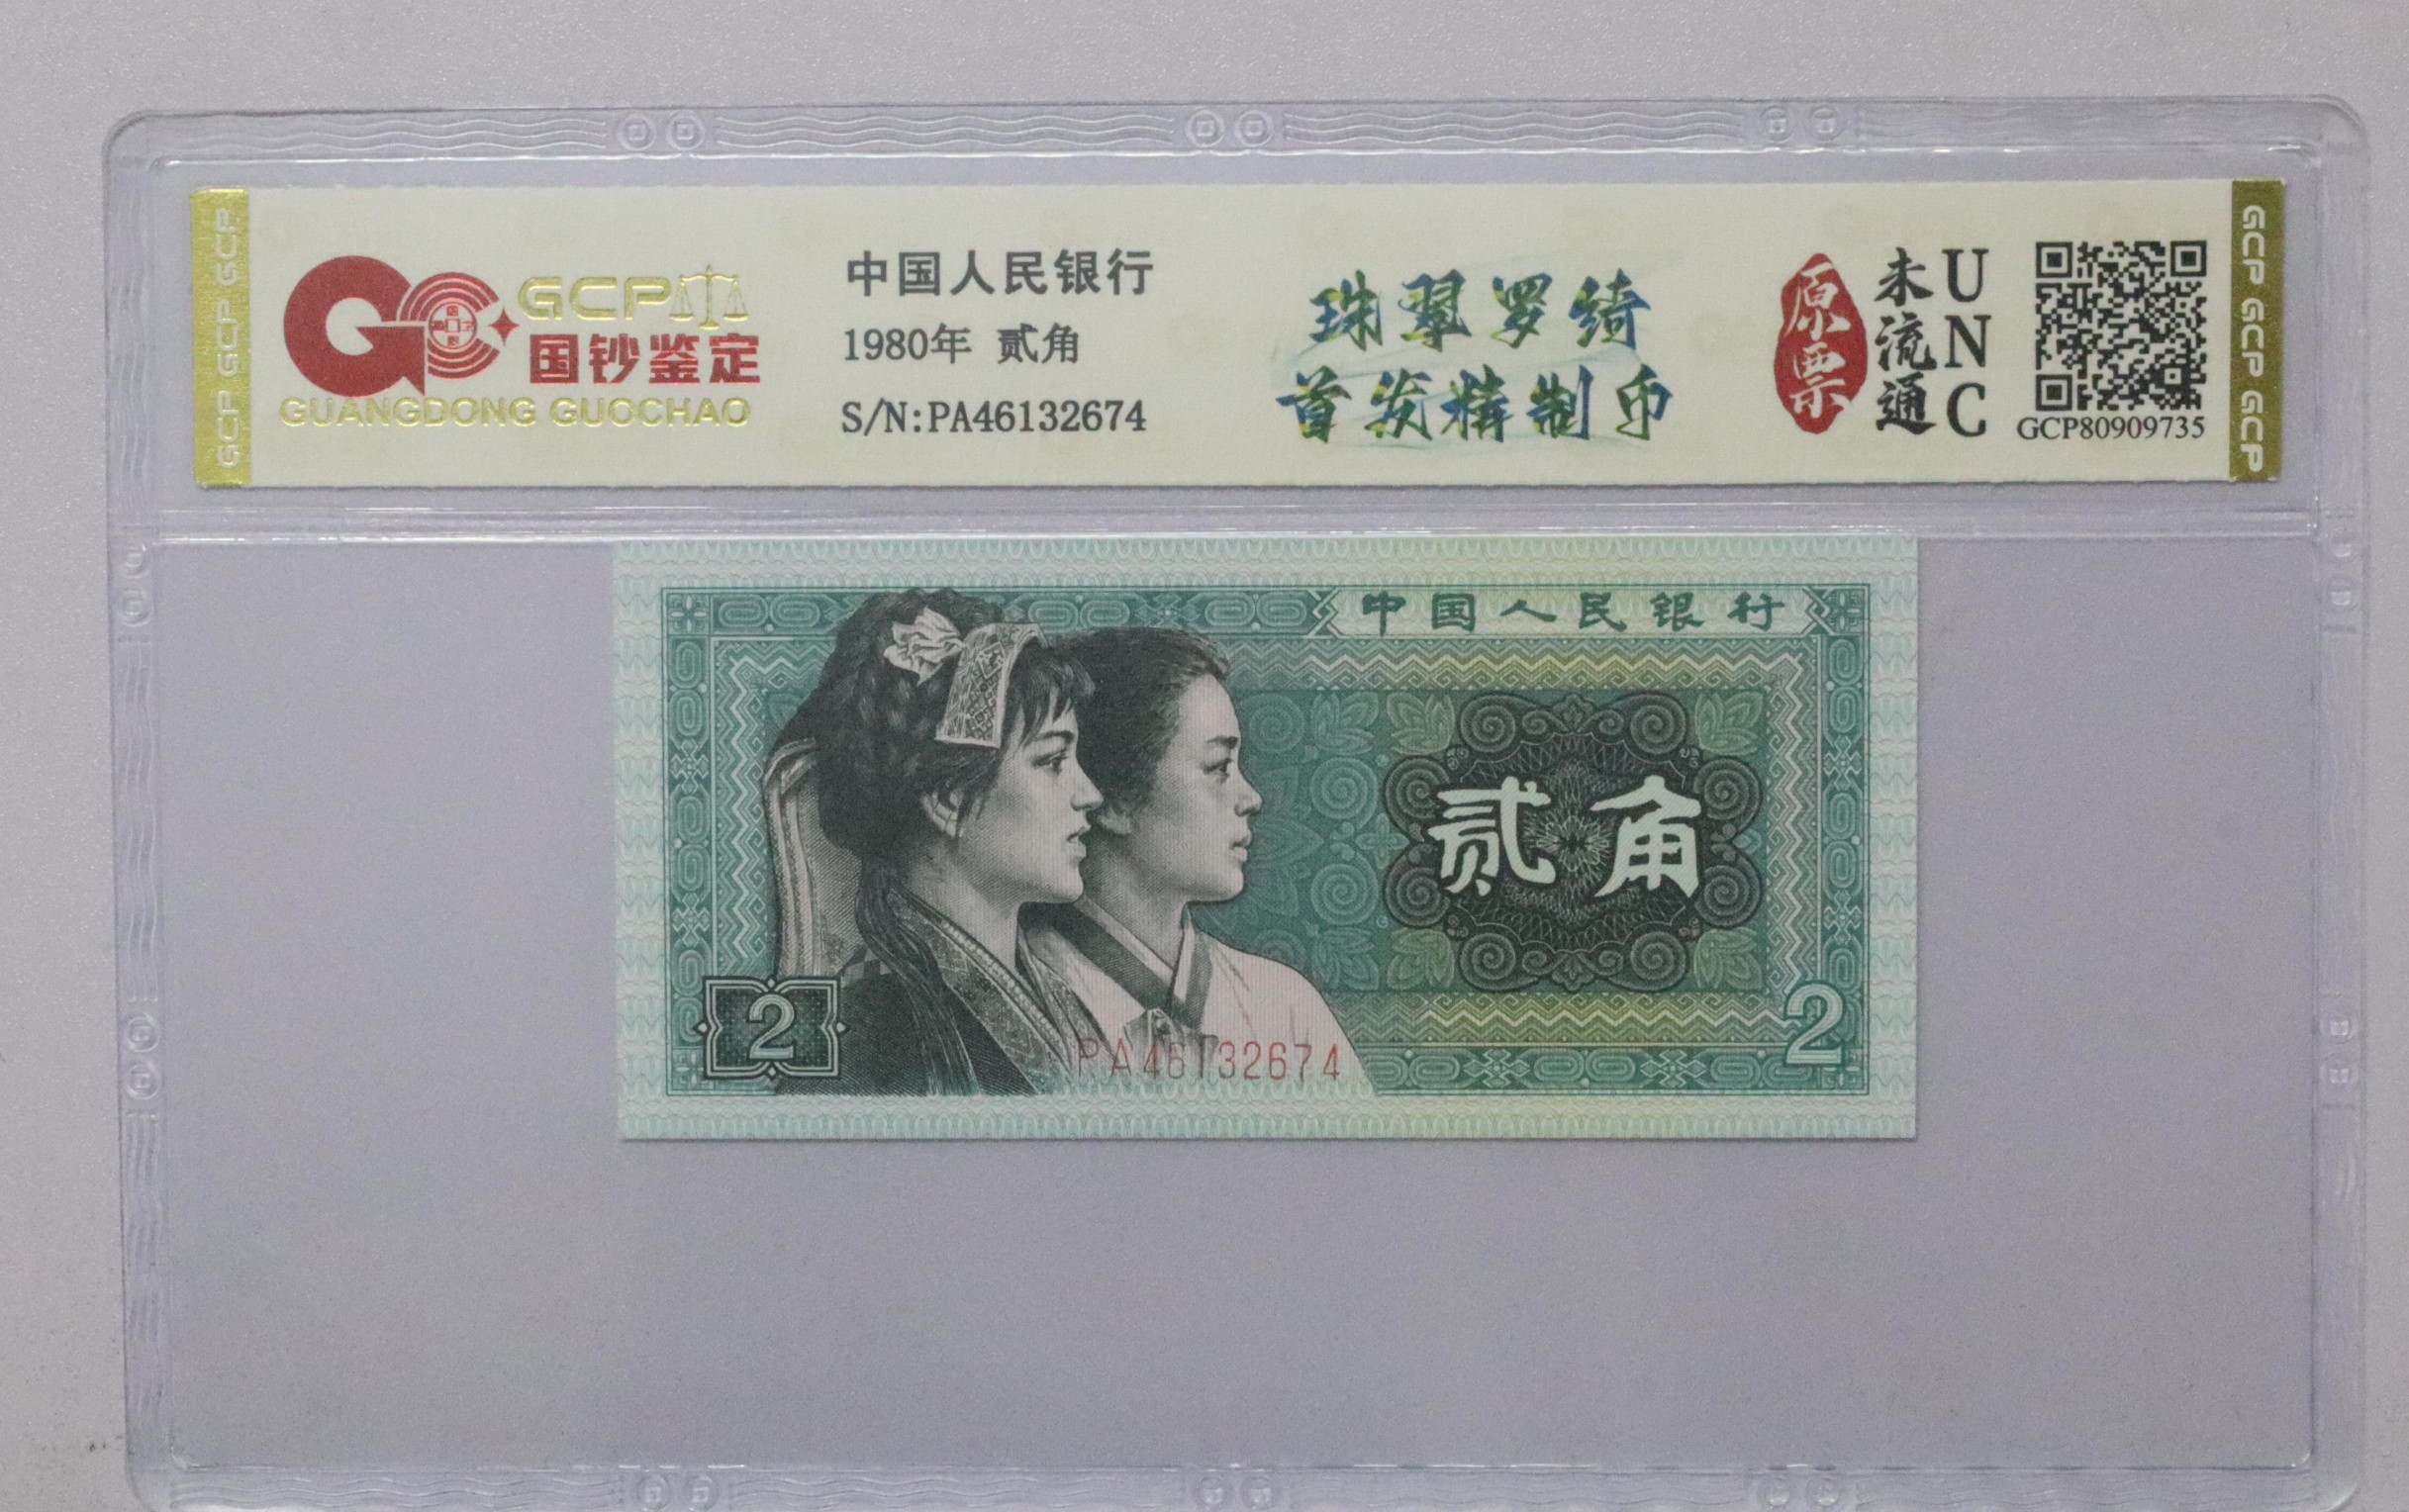 GCP GCP GCP
GCP
国钞鉴定
GUANGDONG GUOCHAO
中国人民银行
1980年 贰角
S/N:PA46132674
珠翠罗绮
首发精制币
原票
未流通
UNC
GCP80909735
GCP GCP GCP
中国人民银行
贰角
2
2
PA46132674